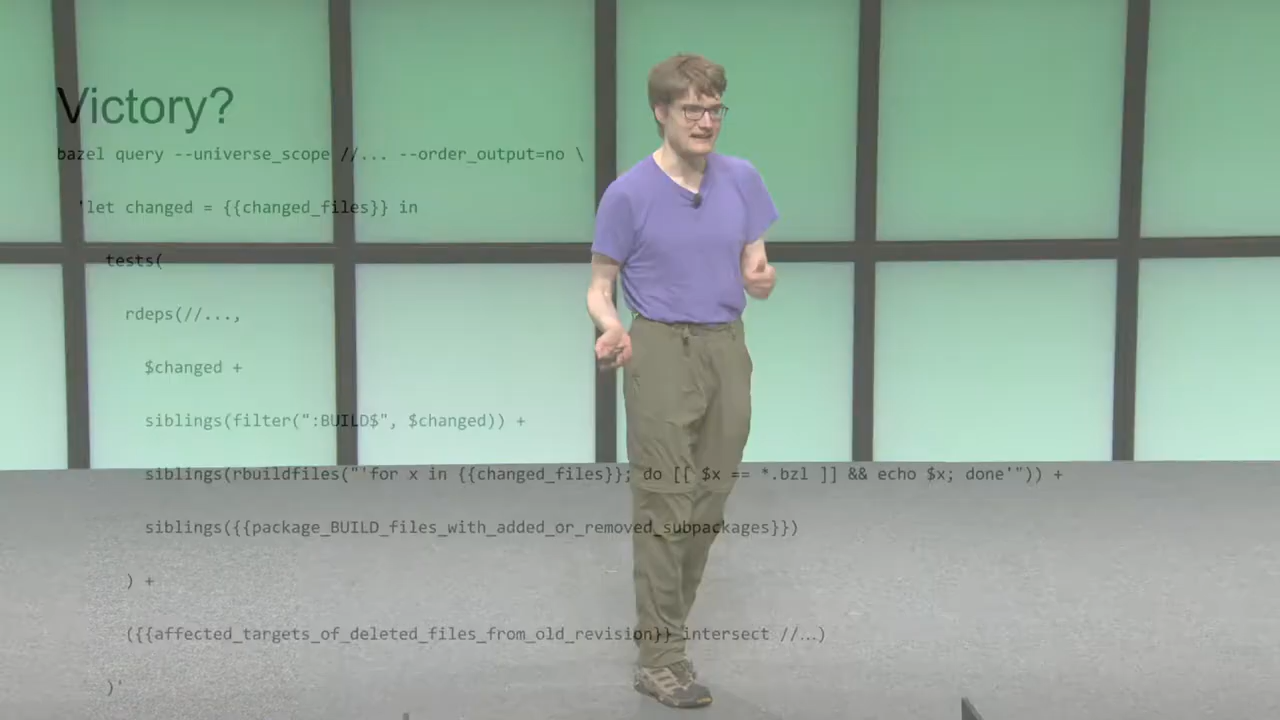 Victory?
bazel query --universe_scope //... --order_output=no \
'let changed = {{changed_files}} in
tests(
rdeps(//...,
$changed +
siblings(filter(":BUILD$", $changed)) +
siblings(rbuildfiles("'for x in {{changed_files}}; do [[ $x == *.bzl ]] && echo $x; done'")) +
siblings({{package_BUILD_files_with_added_or_removed_subpackages}})
) +
({{affected_targets_of_deleted_files_from_old_revision}} intersect //…)
)'